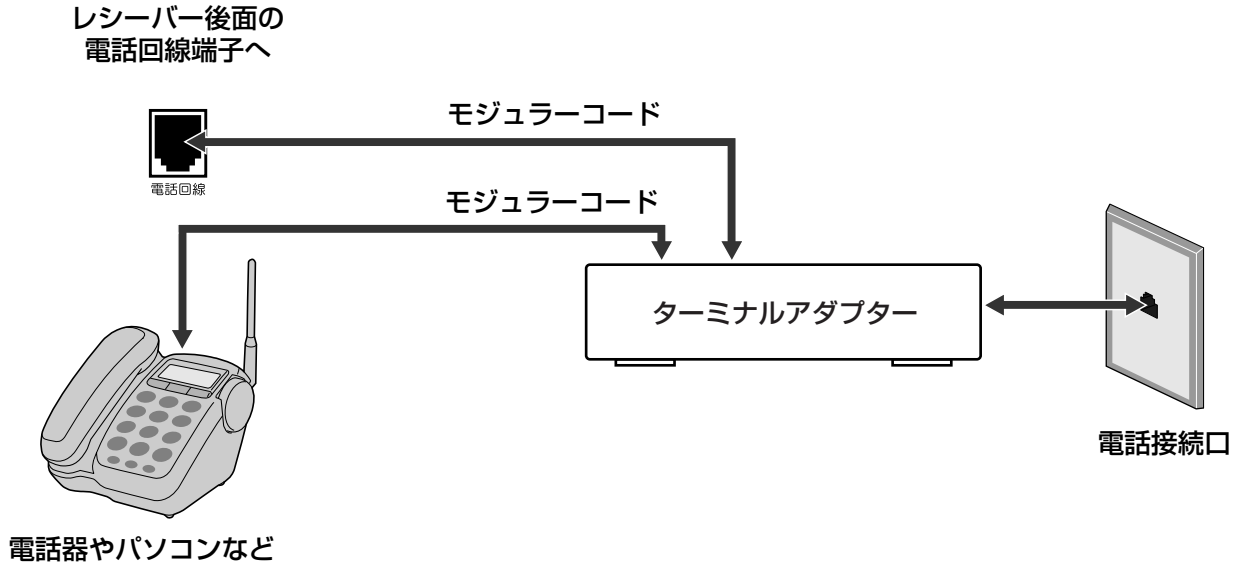 レシーバー後面の
電話回線端子へ
モジュラーコード
電話回線
モジュラーコード
ターミナルアダプター
電話接続口
電話器やパソコンなど